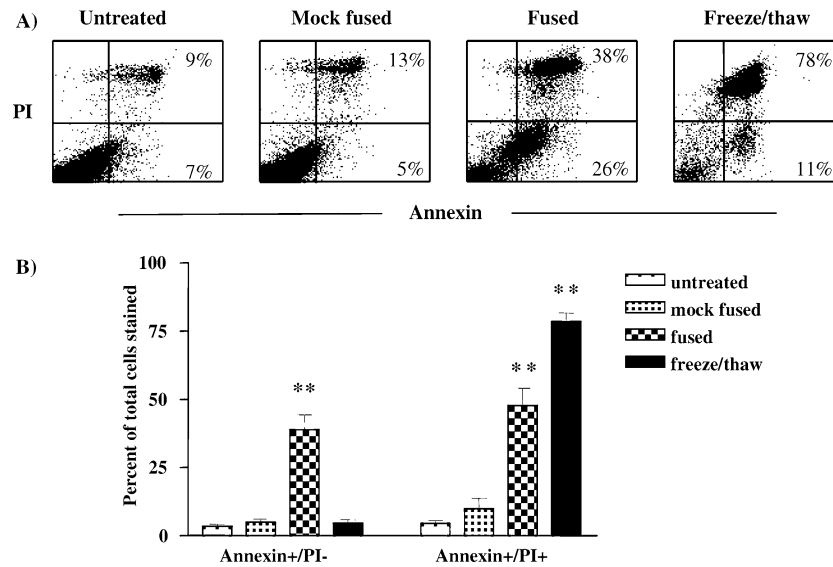 A) Untreated Mock fused Fused Freeze/thaw
9% 13% 38% 78%
PI
7% 5% 26% 11%
Annexin
B)
Percent of total cells stained
100
75
50
25
0
** ** **
untreated
mock fused
fused
freeze/thaw
Annexin+/PI- Annexin+/PI+